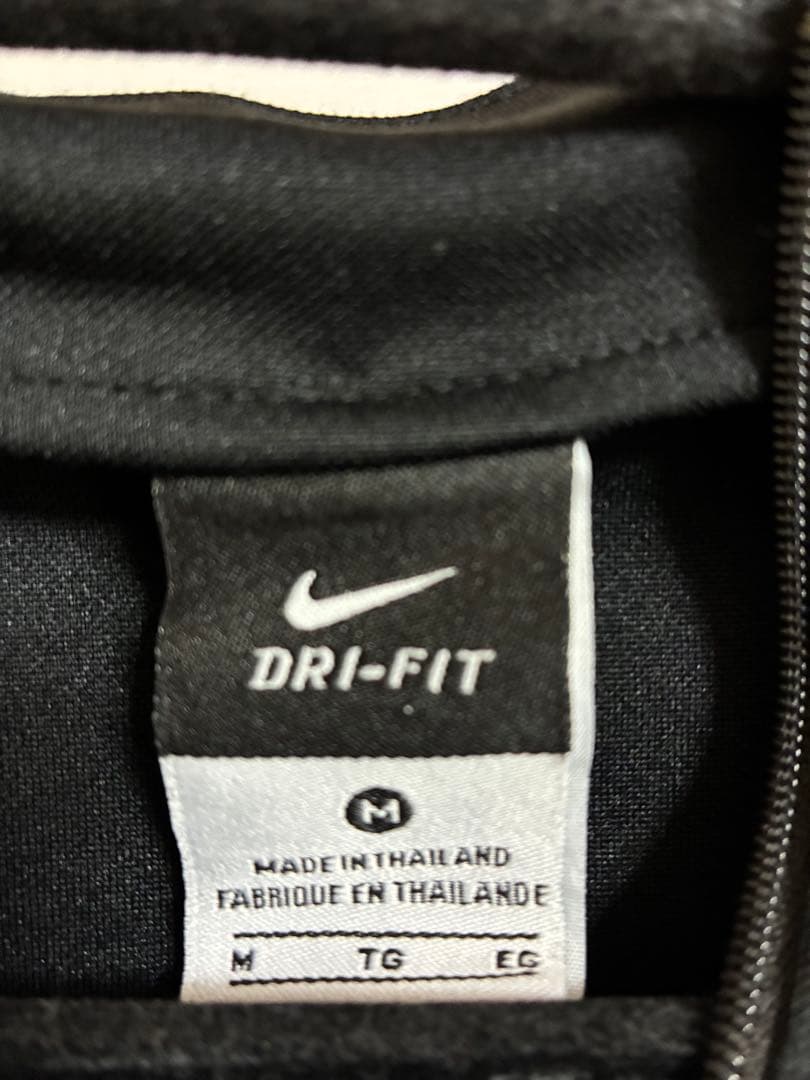 DRI-FIT
M
MADE IN THAILAND
FABRIQUE EN THAILANDE
M TG EG